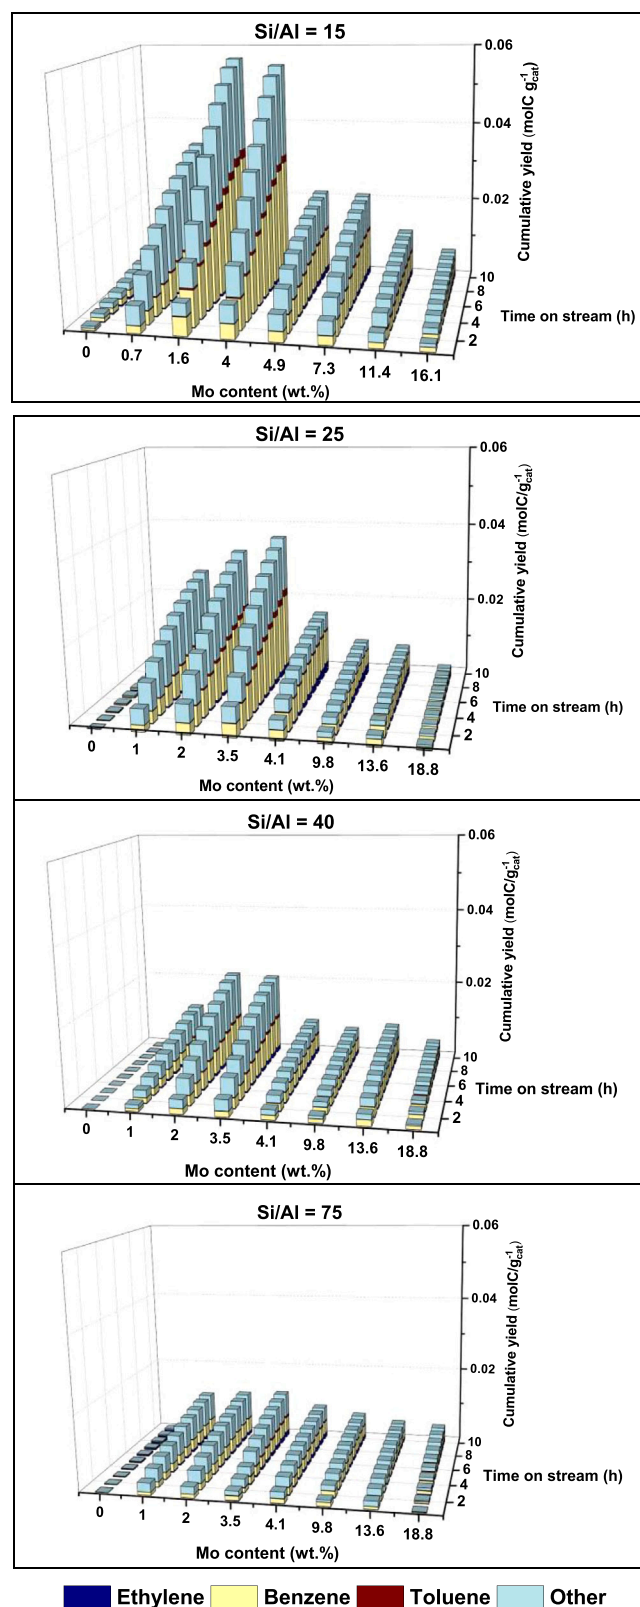 Si/Al = 15
0.06
0.04
0.02
Cumulative yield (molC g⁻¹cat)
10
8
6
4
2
Time on stream (h)
0 0.7 1.6 4 4.9 7.3 11.4 16.1
Mo content (wt.%)
Si/Al = 25
0.06
0.04
0.02
Cumulative yield (molC/g⁻¹cat)
10
8
6
4
2
Time on stream (h)
0 1 2 3.5 4.1 9.8 13.6 18.8
Mo content (wt.%)
Si/Al = 40
0.06
0.04
0.02
Cumulative yield (molC/g⁻¹cat)
10
8
6
4
2
Time on stream (h)
0 1 2 3.5 4.1 9.8 13.6 18.8
Mo content (wt.%)
Si/Al = 75
0.06
0.04
0.02
Cumulative yield (molC/g⁻¹cat)
10
8
6
4
2
Time on stream (h)
0 1 2 3.5 4.1 9.8 13.6 18.8
Mo content (wt.%)
Ethylene Benzene Toluene Other